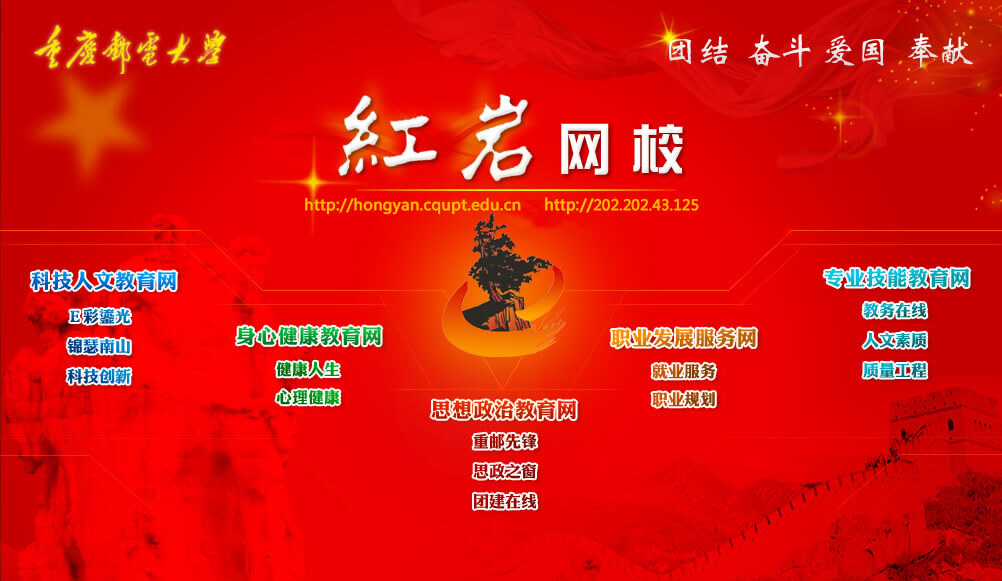 重慶郵電大學
团结 奋斗 爱国 奉献
紅岩网校
http://hongyan.cqupt.edu.cn http://202.202.43.125
科技人文教育网
E彩鎏光
锦瑟南山
科技创新
身心健康教育网
健康人生
心理健康
思想政治教育网
重邮先锋
思政之窗
团建在线
职业发展服务网
就业服务
职业规划
专业技能教育网
教务在线
人文素质
质量工程